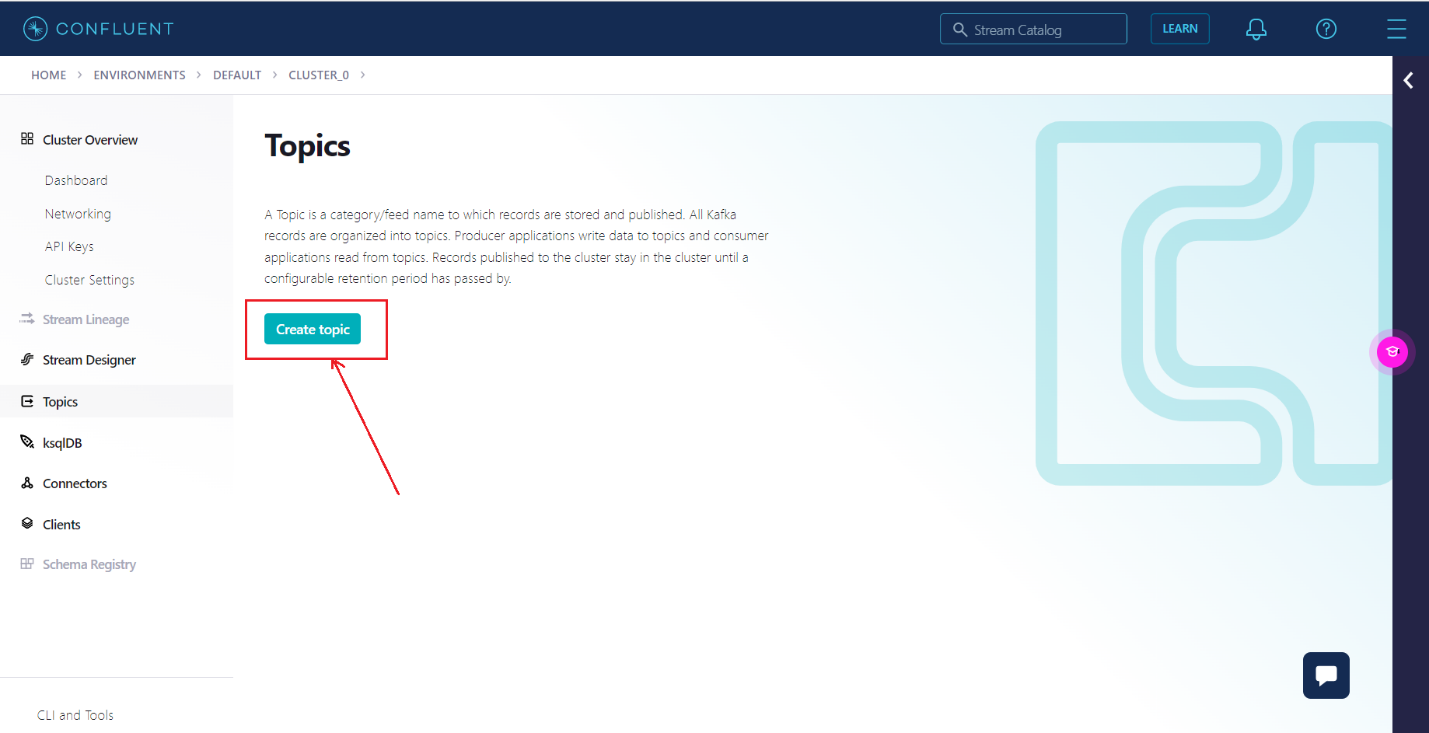 CONFLUENT
Stream Catalog
LEARN
HOME > ENVIRONMENTS > DEFAULT > CLUSTER_0 >
Cluster Overview
Dashboard
Networking
API Keys
Cluster Settings
Stream Lineage
Stream Designer
Topics
ksqlDB
Connectors
Clients
Schema Registry
CLI and Tools
Topics
A Topic is a category/feed name to which records are stored and published. All Kafka
records are organized into topics. Producer applications write data to topics and consumer
applications read from topics. Records published to the cluster stay in the cluster until a
configurable retention period has passed by.
Create topic